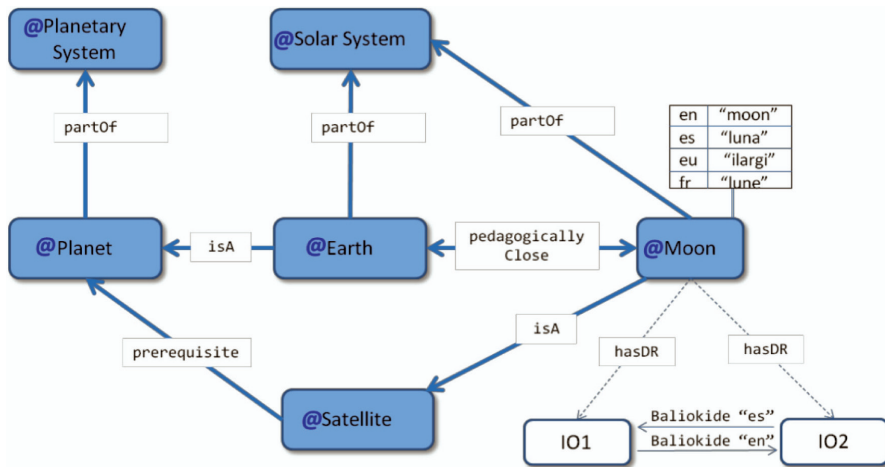 @Planetary
System
@Solar System
partOf
partOf
partOf
en "moon"
es "luna"
eu "ilargi"
fr "lune"
@Planet
isA
@Earth
pedagogically
Close
@Moon
isA
prerequisite
hasDR
hasDR
@Satellite
IO1
Baliokide "es"
Baliokide "en"
IO2